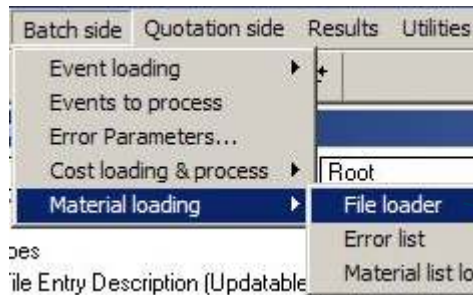 Batch side Quotation side Results Utilities
Event loading
Events to process
Error Parameters...
Cost loading & process
Root
Material loading
File loader
Error list
Material list lo
pes
ile Entry Description (Updatable